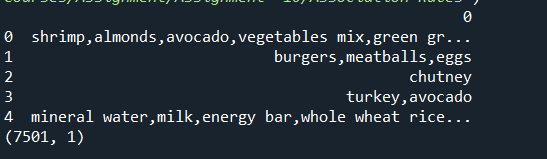 Courses/Assignment/Assignment 10/Association Rules
0
0 shrimp,almonds,avocado,vegetables mix,green gr...
1 burgers,meatballs,eggs
2 chutney
3 turkey,avocado
4 mineral water,milk,energy bar,whole wheat rice...
(7501, 1)